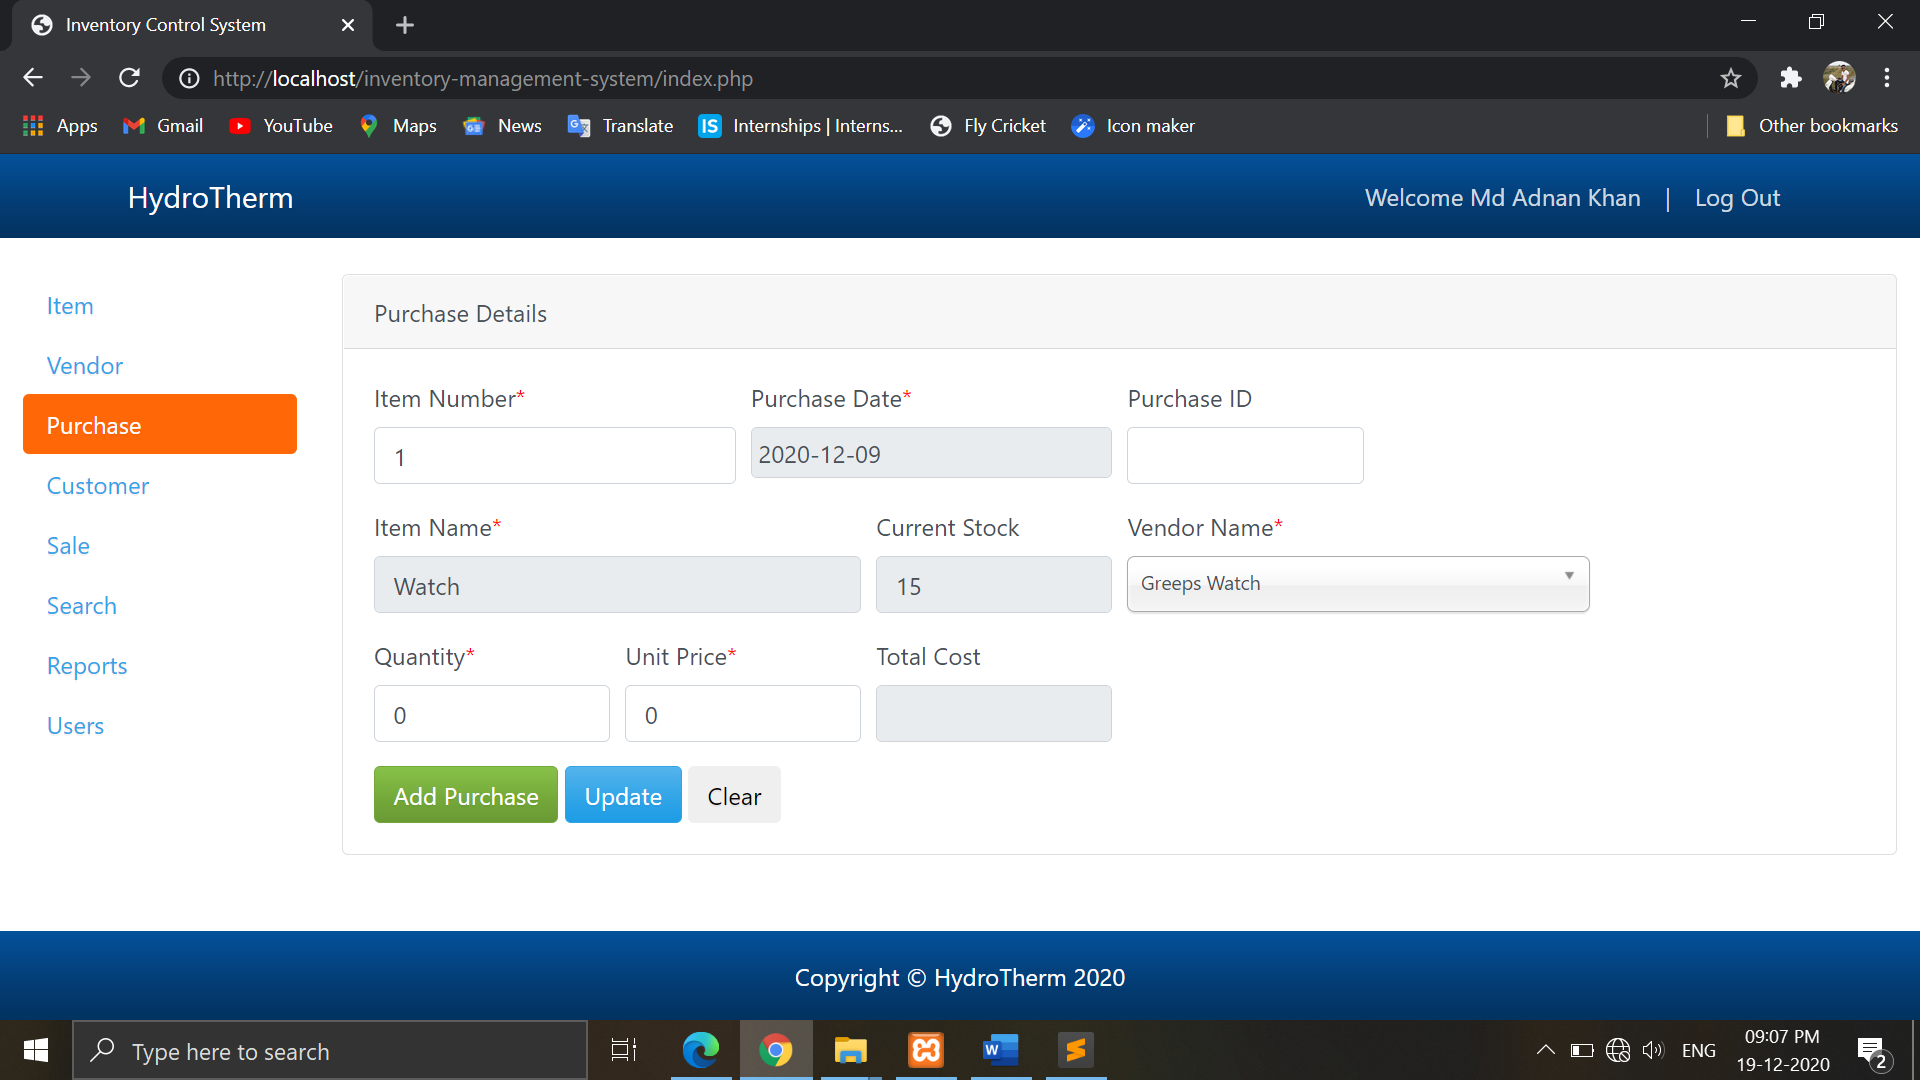 Inventory Control System
http://localhost/inventory-management-system/index.php
Apps Gmail YouTube Maps News Translate Internships | Interns... Fly Cricket Icon maker Other bookmarks
HydroTherm Welcome Md Adnan Khan | Log Out
Item
Vendor
Purchase
Customer
Sale
Search
Reports
Users
Purchase Details
Item Number* Purchase Date* Purchase ID
1 2020-12-09
Item Name* Current Stock Vendor Name*
Watch 15 Greeps Watch
Quantity* Unit Price* Total Cost
0 0
Add Purchase Update Clear
Copyright © HydroTherm 2020
Type here to search
ENG
09:07 PM
19-12-2020
2